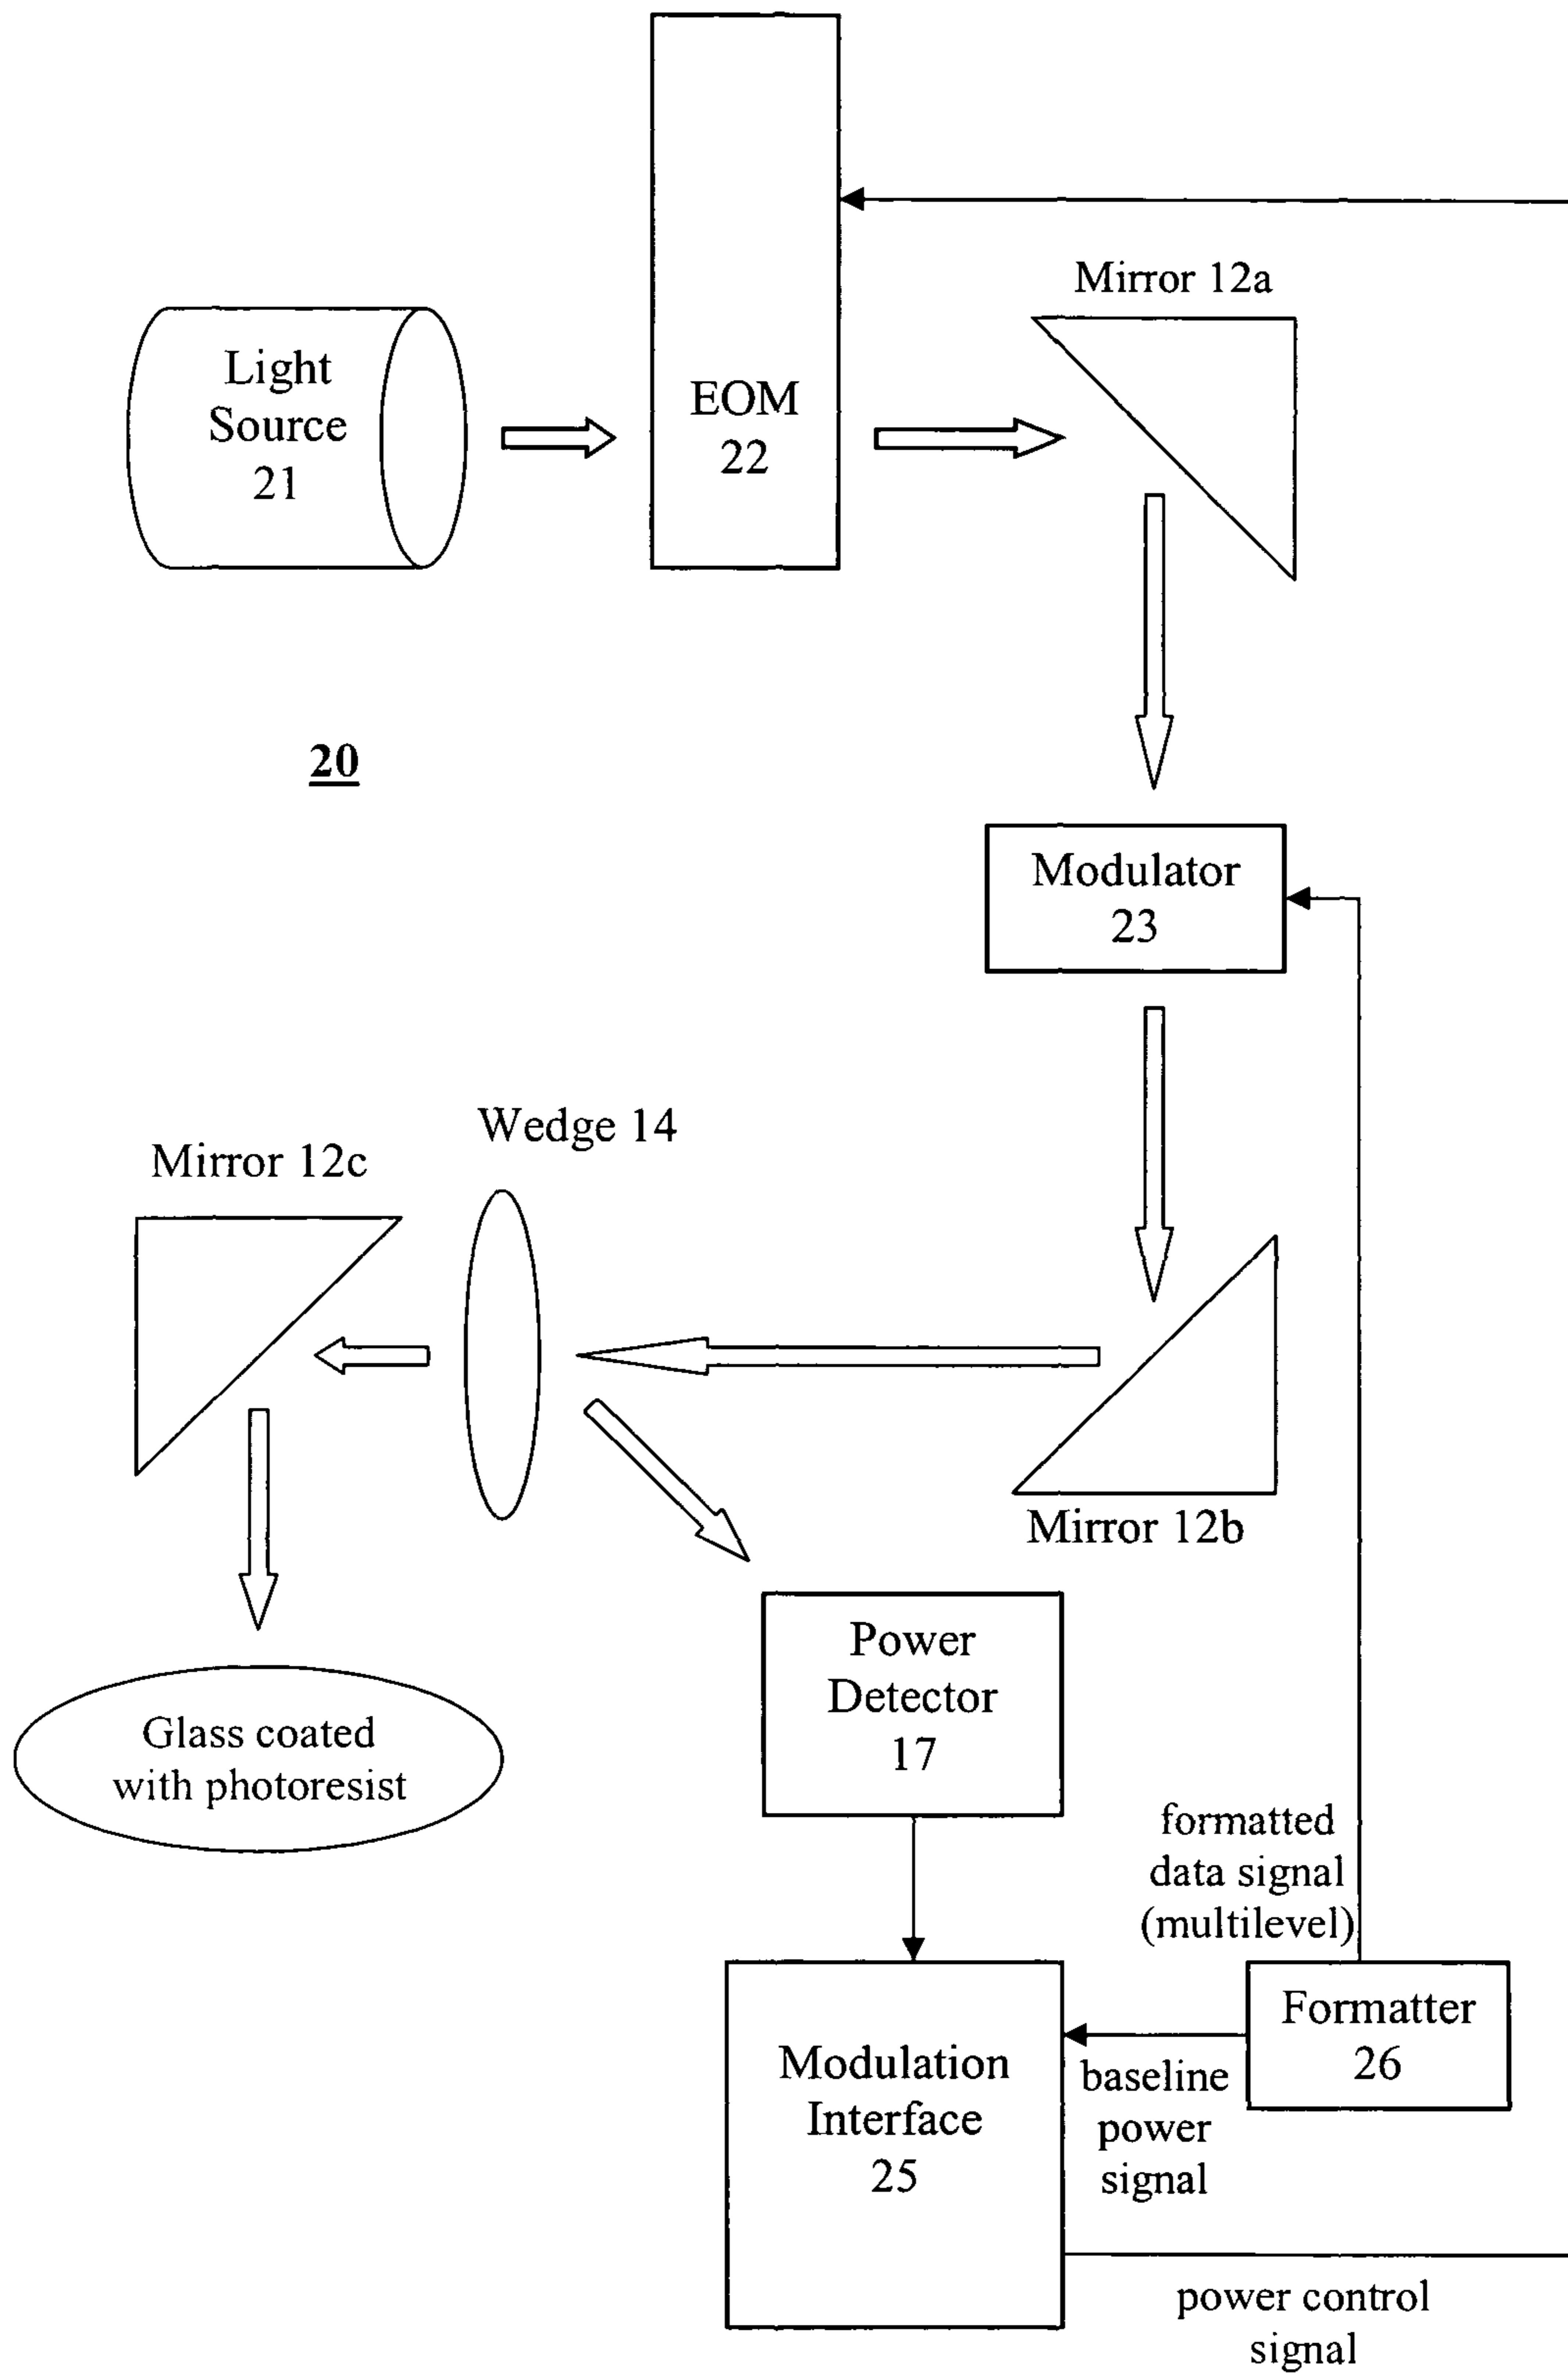 Mirror 12a
Light
Source
21
EOM
22
20
Modulator
23
Wedge 14
Mirror 12c
Mirror 12b
Power
Detector
17
Glass coated
with photoresist
formatted
data signal
(multilevel)
Formatter
26
Modulation
Interface
25
baseline
power
signal
power control
signal